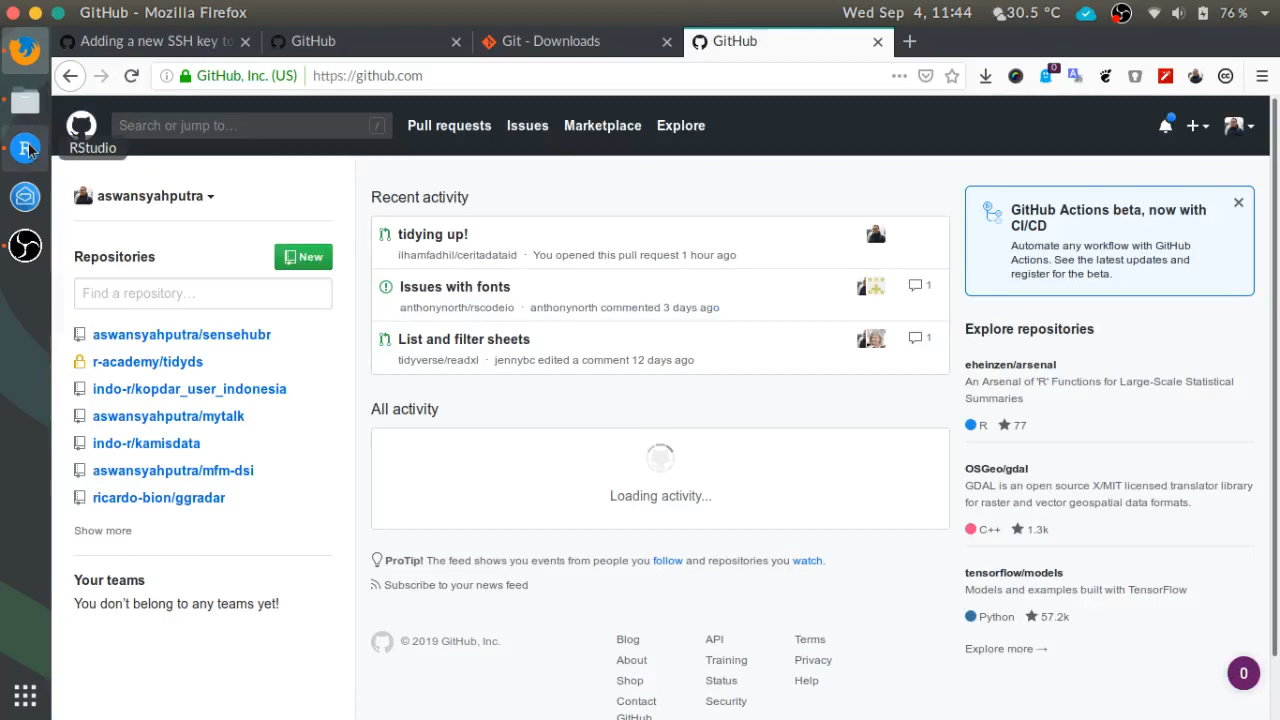 GitHub - Mozilla Firefox
Wed Sep 4, 11:44
30.5 °C
76 %
Adding a new SSH key to
GitHub
Git - Downloads
GitHub
GitHub, Inc. (US)
https://github.com
0
Search or jump to…
/
Pull requests
Issues
Marketplace
Explore
RStudio
aswansyahputra
Repositories
New
Find a repository…
aswansyahputra/sensehubr
r-academy/tidyds
indo-r/kopdar_user_indonesia
aswansyahputra/mytalk
indo-r/kamisdata
aswansyahputra/mfm-dsi
ricardo-bion/ggradar
Show more
Your teams
You don’t belong to any teams yet!
Recent activity
tidying up!
ilhamfadhil/ceritadataid · You opened this pull request 1 hour ago
Issues with fonts
1
anthonynorth/rscodeio · anthonynorth commented 3 days ago
List and filter sheets
1
tidyverse/readxl · jennybc edited a comment 12 days ago
All activity
Loading activity...
ProTip! The feed shows you events from people you follow and repositories you watch.
Subscribe to your news feed
© 2019 GitHub, Inc.
Blog
About
Shop
Contact
GitHub
API
Training
Status
Security
Terms
Privacy
Help
GitHub Actions beta, now with
CI/CD
Automate any workflow with GitHub
Actions. See the latest updates and
register for the beta.
Explore repositories
eheinzen/arsenal
An Arsenal of 'R' Functions for Large-Scale Statistical
Summaries
R
77
OSGeo/gdal
GDAL is an open source X/MIT licensed translator library
for raster and vector geospatial data formats.
C++
1.3k
tensorflow/models
Models and examples built with TensorFlow
Python
57.2k
Explore more →
0